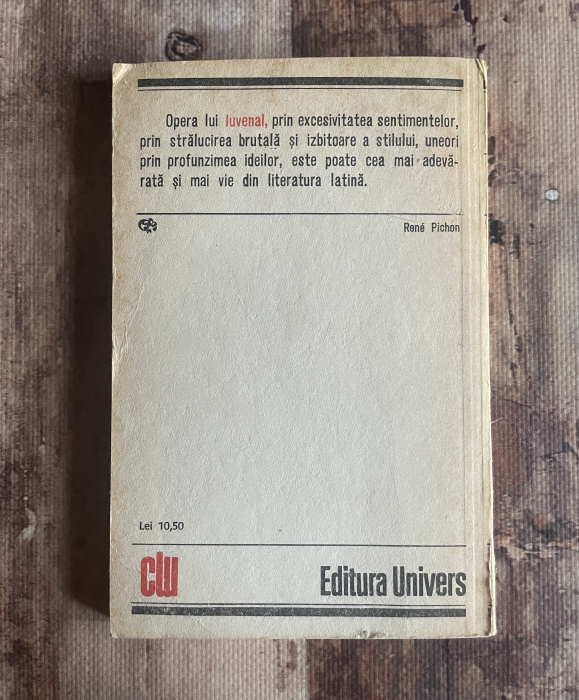 Opera lui Iuvenal, prin excesivitatea sentimentelor,
prin strălucirea brutală și izbitoare a stilului, uneori
prin profunzimea ideilor, este poate cea mai adevă-
rată și mai vie din literatura latină.
René Pichon
Lei 10,50
clu Editura Univers